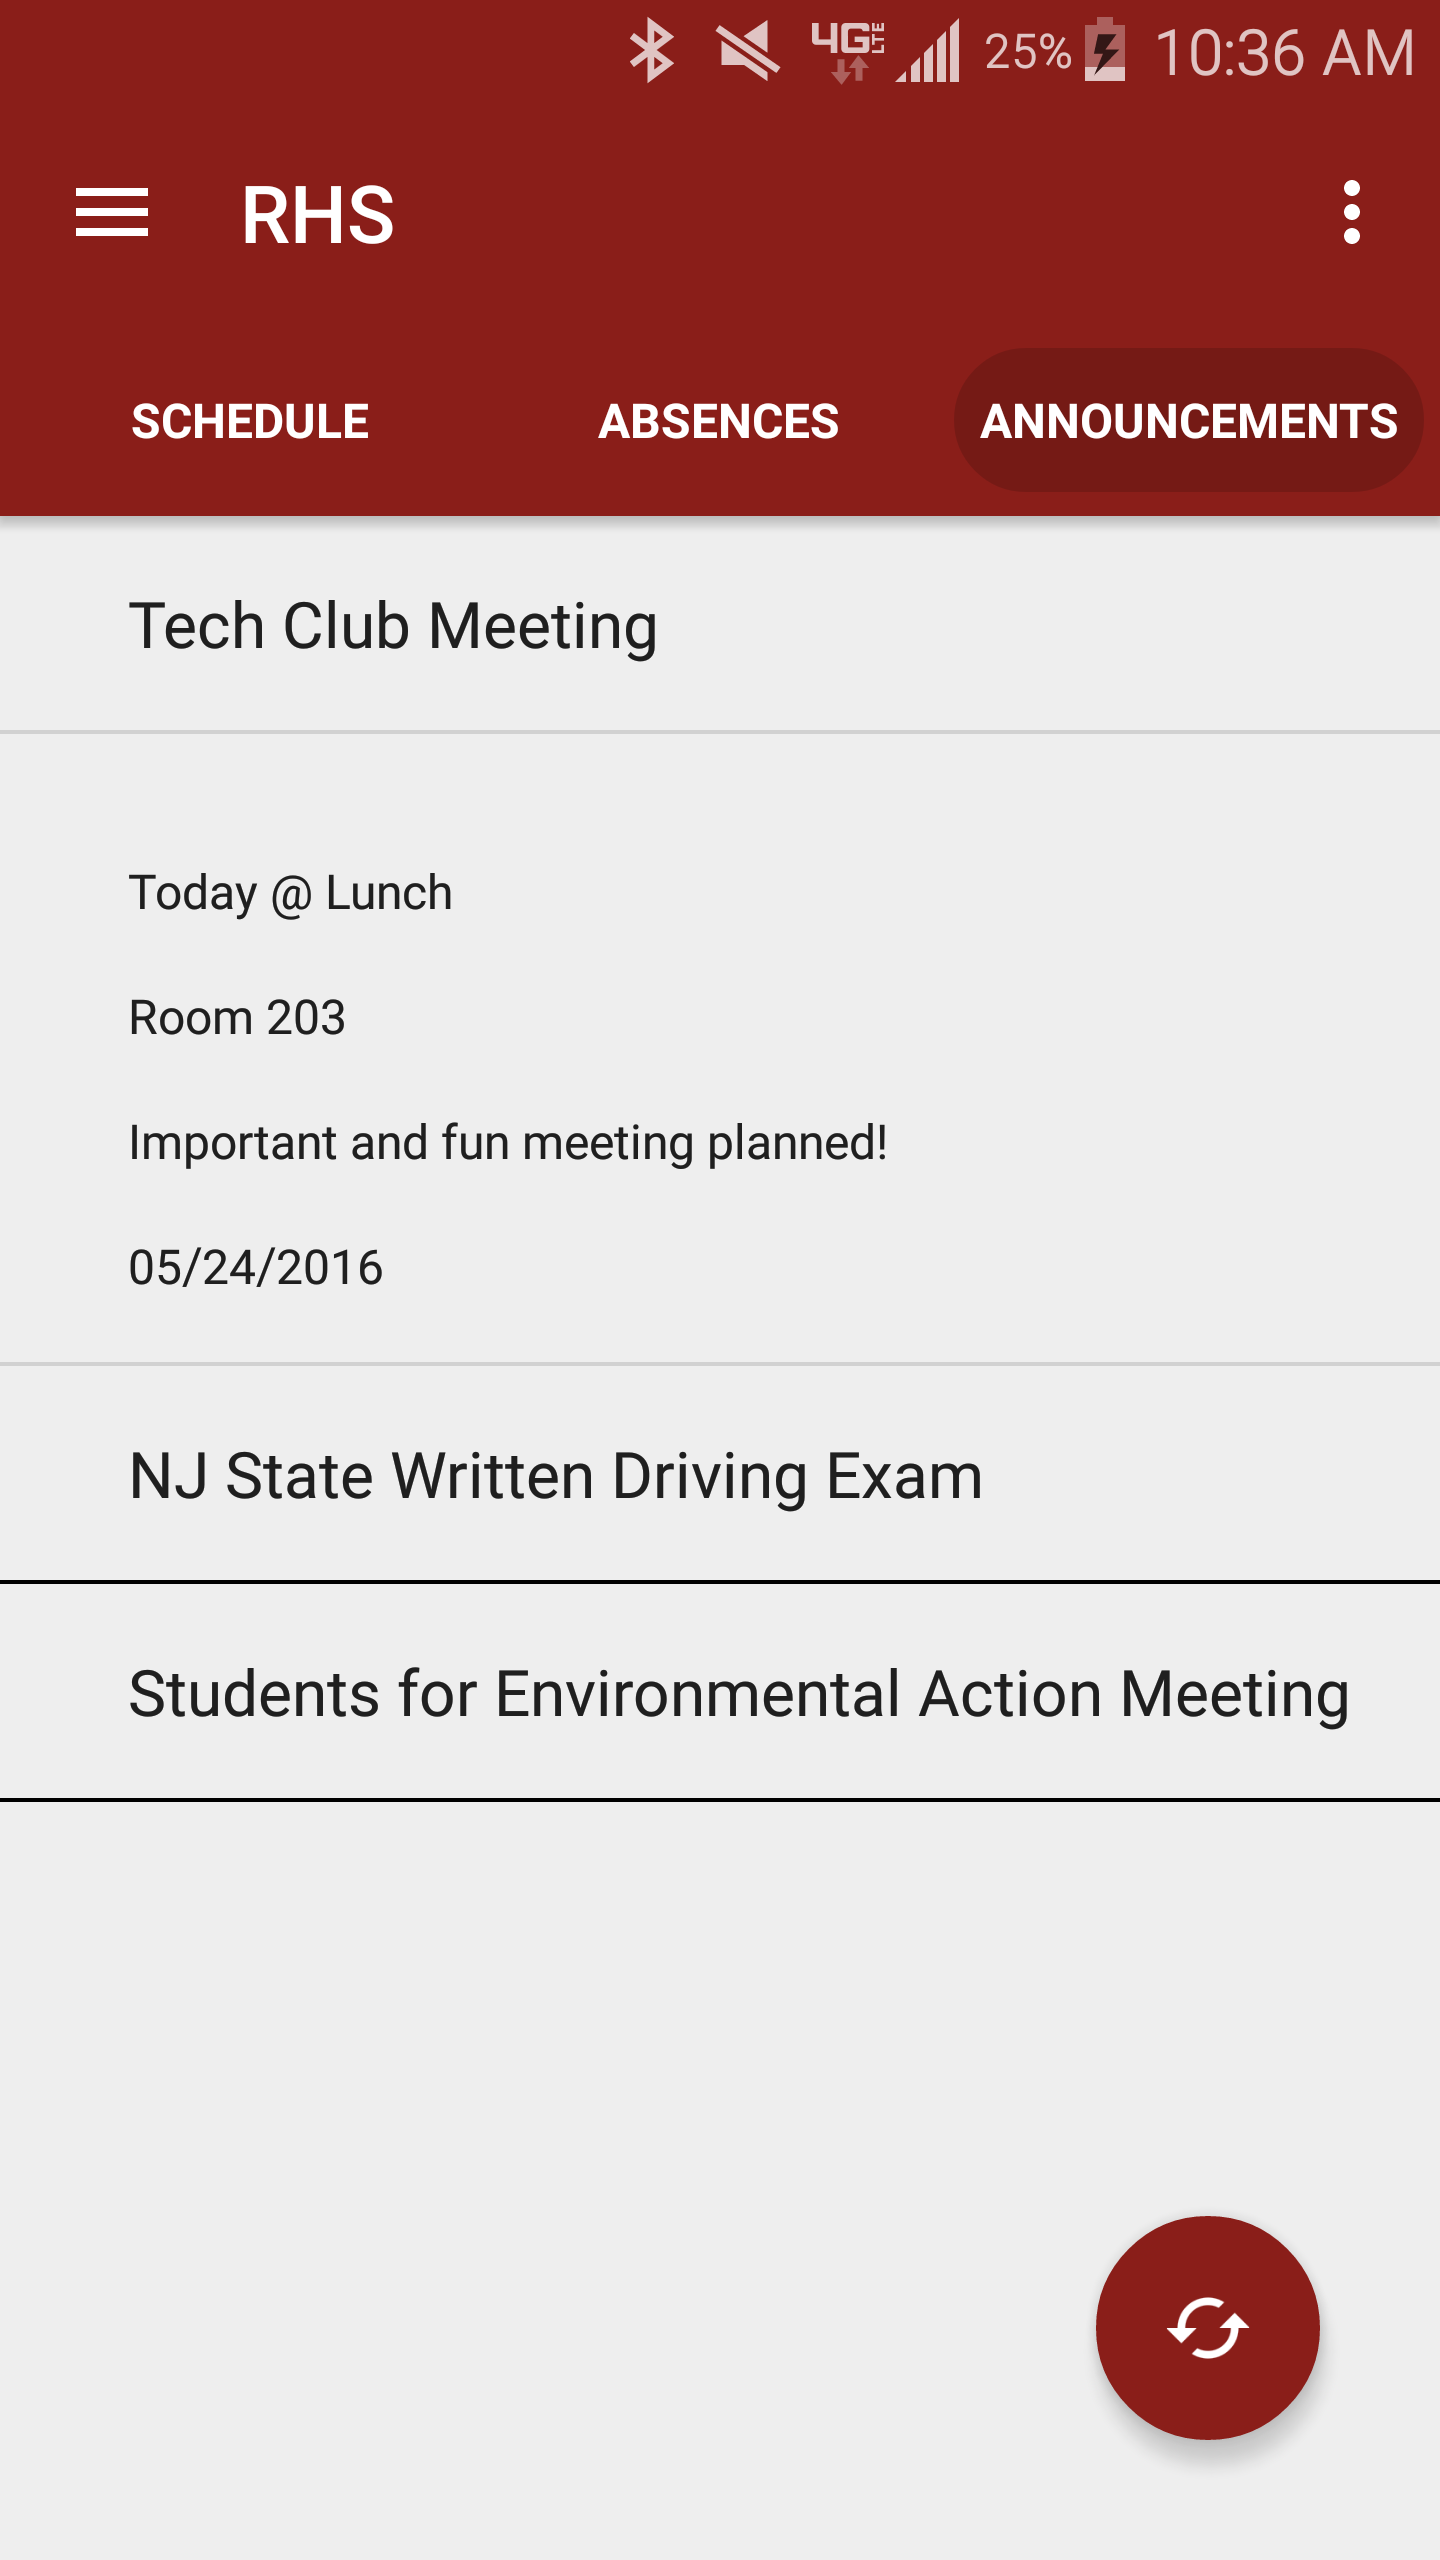 4G LTE 25% 10:36 AM
RHS
SCHEDULE ABSENCES ANNOUNCEMENTS
Tech Club Meeting
Today @ Lunch
Room 203
Important and fun meeting planned!
05/24/2016
NJ State Written Driving Exam
Students for Environmental Action Meeting